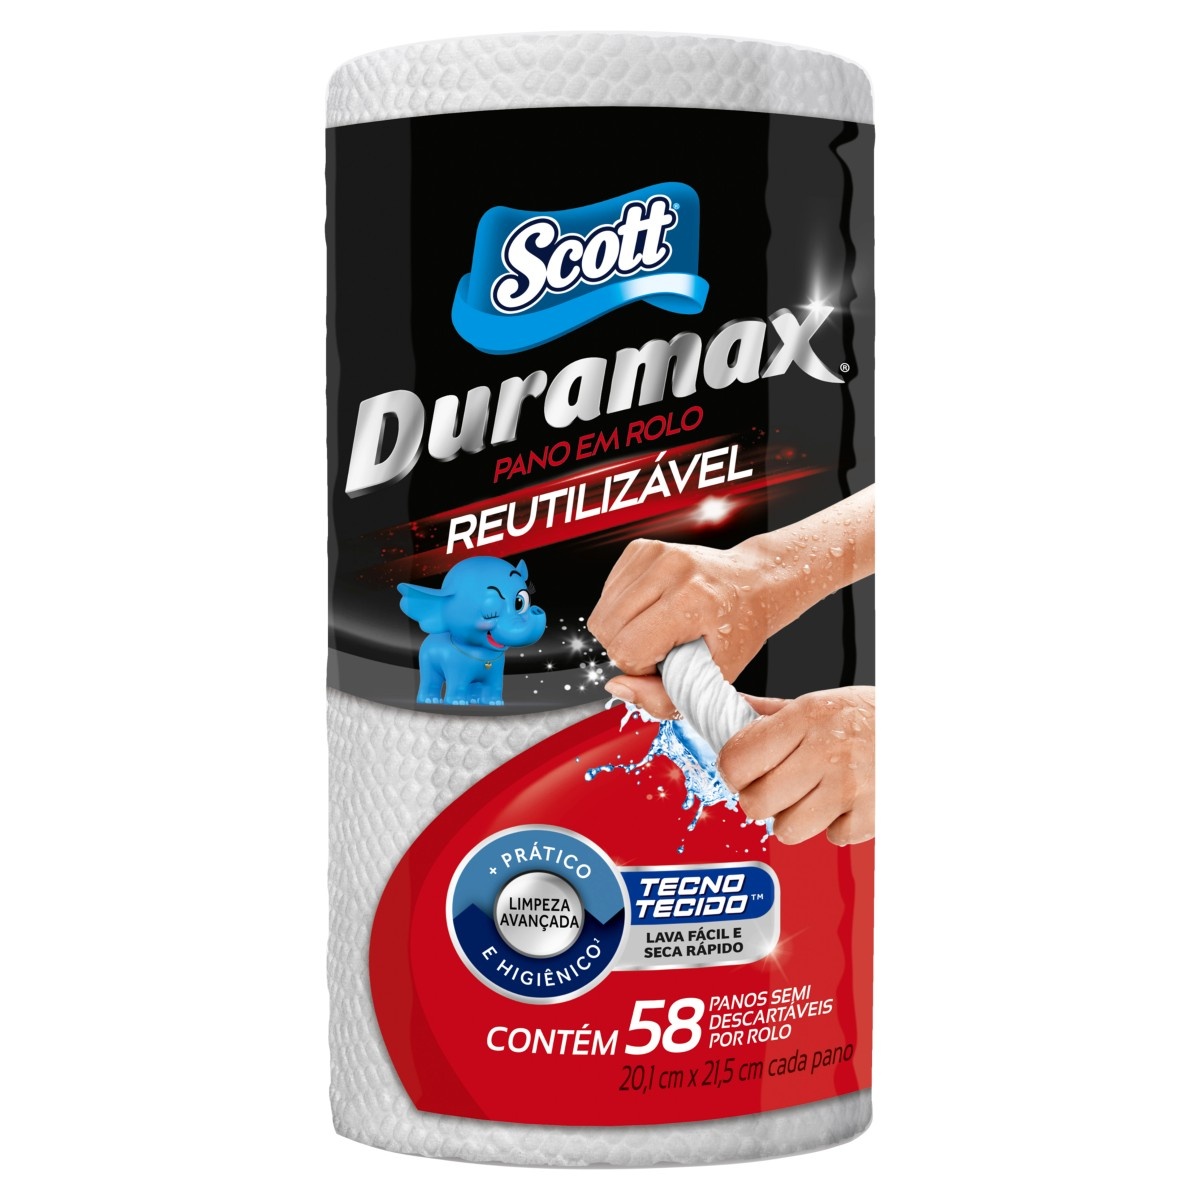 Scott®
Duramax®
PANO EM ROLO
REUTILIZÁVEL
+ PRÁTICO
LIMPEZA
AVANÇADA
E HIGIÊNICO²
TECNO
TECIDO™
LAVA FÁCIL E
SECA RÁPIDO
CONTÉM 58 PANOS SEMI
DESCARTÁVEIS
POR ROLO
20,1 cm x 21,5 cm cada pano